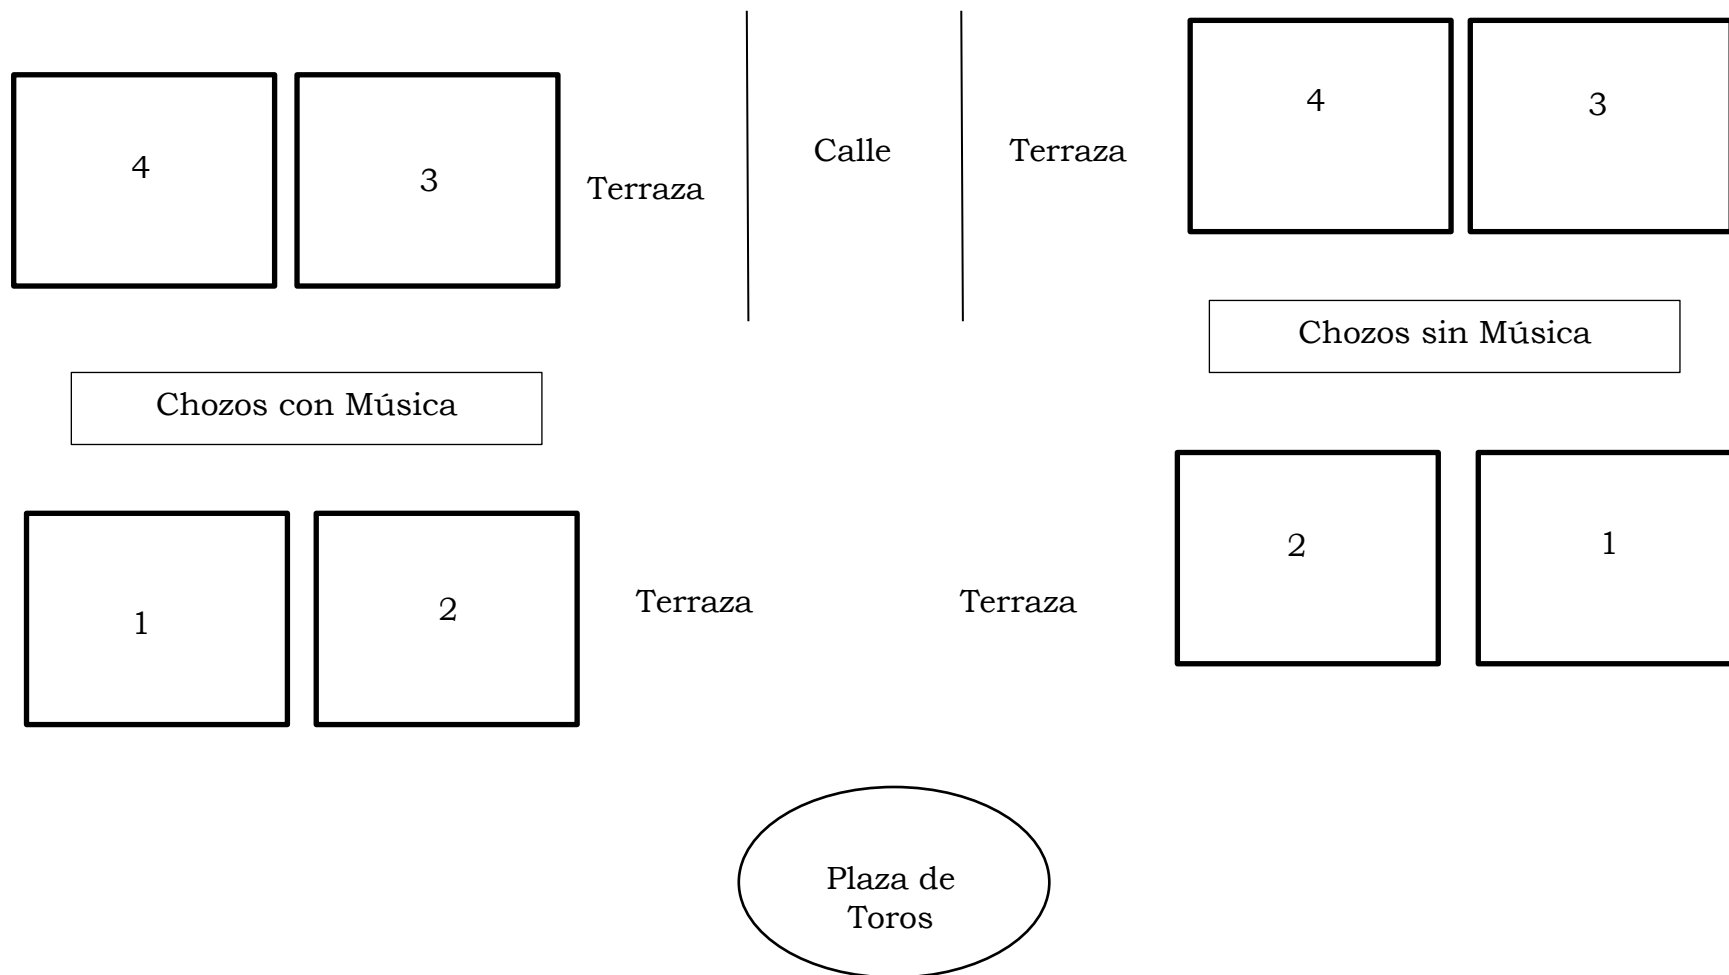 4
3
Terraza
Calle
Terraza
4
3
Chozos con Música
Chozos sin Música
1
2
Terraza
Terraza
2
1
Plaza de
Toros